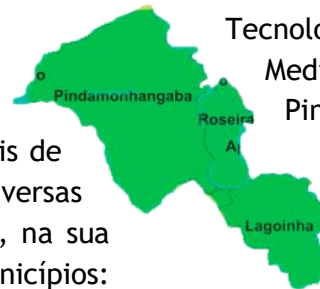 Tecnolo
Medi
Pindamonhangaba
Pin
Roseira
A
is de
versas
Lagoinha
, na sua
nicípios: